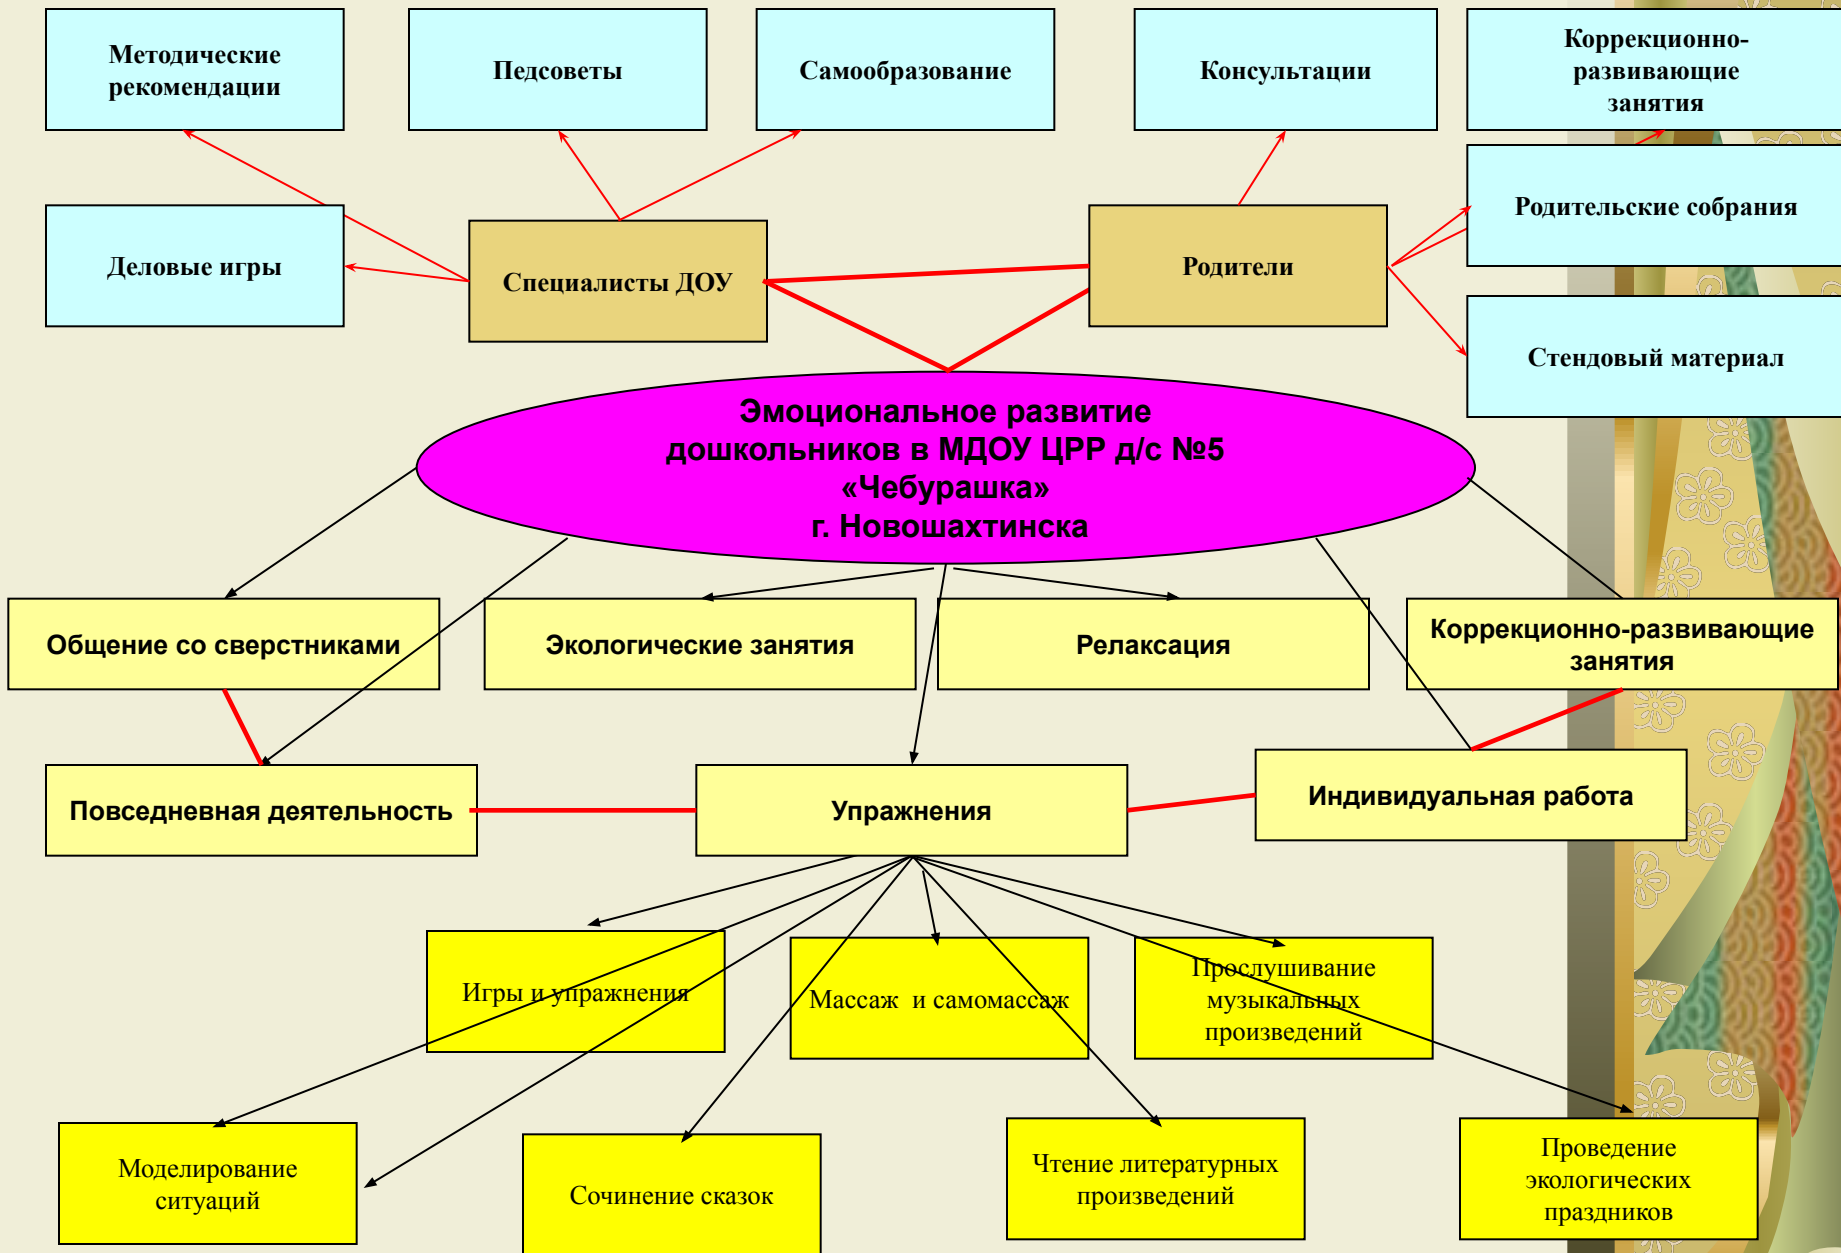 Методические
рекомендации
Педсоветы
Самообразование
Консультации
Коррекционно-
развивающие
занятия
Деловые игры
Специалисты ДОУ
Родители
Родительские собрания
Стендовый материал
Эмоциональное развитие
дошкольников в МДОУ ЦРР д/с №5
«Чебурашка»
г. Новошахтинска
Общение со сверстниками
Экологические занятия
Релаксация
Коррекционно-развивающие
занятия
Повседневная деятельность
Упражнения
Индивидуальная работа
Игры и упражнения
Массаж и самомассаж
Прослушивание
музыкальных
произведений
Моделирование
ситуаций
Сочинение сказок
Чтение литературных
произведений
Проведение
экологических
праздников